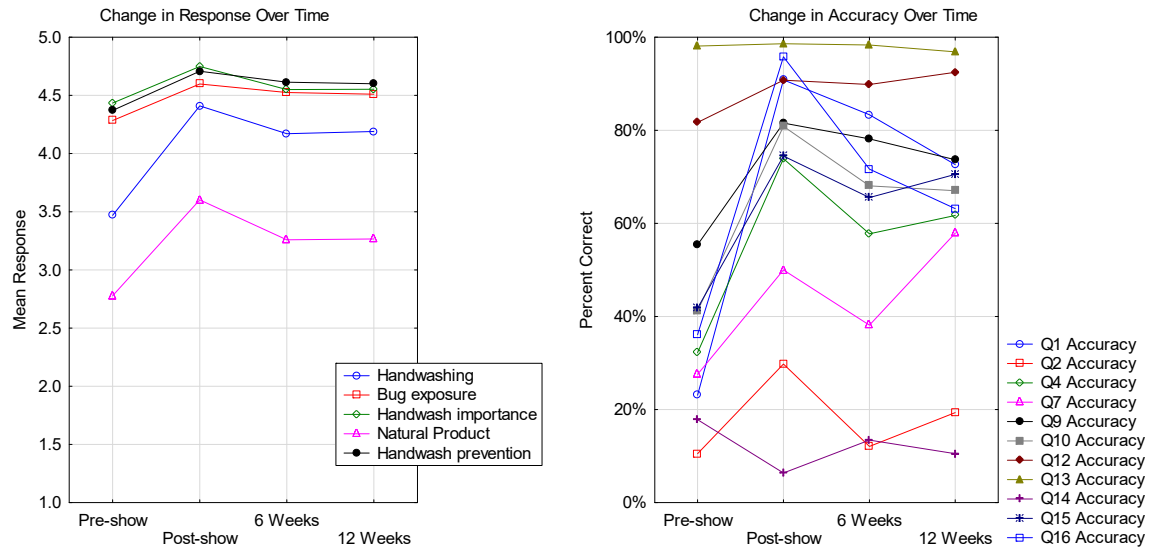 Change in Response Over Time
5.0
4.5
4.0
3.5
3.0
2.5
2.0
1.5
1.0
Mean Response
Handwashing
Bug exposure
Handwash importance
Natural Product
Handwash prevention
Pre-show
6 Weeks
Post-show
12 Weeks
Change in Accuracy Over Time
100%
80%
60%
40%
20%
0%
Percent Correct
Pre-show
6 Weeks
Post-show
12 Weeks
Q1 Accuracy
Q2 Accuracy
Q4 Accuracy
Q7 Accuracy
Q9 Accuracy
Q10 Accuracy
Q12 Accuracy
Q13 Accuracy
Q14 Accuracy
Q15 Accuracy
Q16 Accuracy